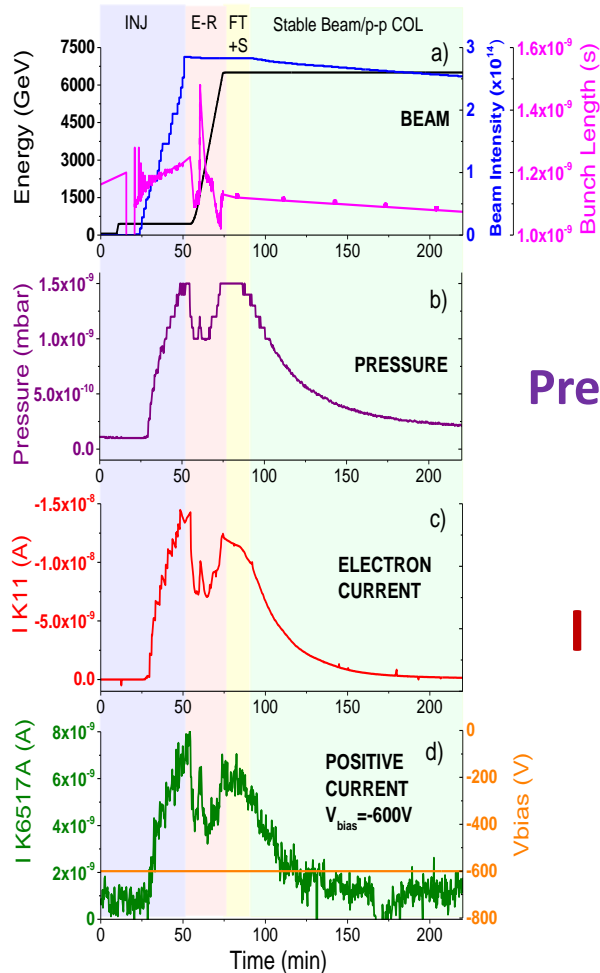 INJ E-R FT +S Stable Beam/p-p COL
7500
6000
4500
3000
1500
0
Energy (GeV)
a)
BEAM
3
2
1
0
Beam Intensity (x10¹⁴)
1.6x10⁻⁹
1.4x10⁻⁹
1.2x10⁻⁹
1.0x10⁻⁹
Bunch Length (s)
0 50 100 150 200
1.5x10⁻⁹
1.0x10⁻⁹
5.0x10⁻¹⁰
0.0
Pressure (mbar)
b)
PRESSURE
Pre
0 50 100 150 200
-1.5x10⁻⁸
-1.0x10⁻⁸
-5.0x10⁻⁹
0.0
I K11 (A)
c)
ELECTRON
CURRENT
I
0 50 100 150 200
8x10⁻⁹
6x10⁻⁹
4x10⁻⁹
2x10⁻⁹
0
I K6517A (A)
d)
POSITIVE
CURRENT
V_bias=-600V
0
-200
-400
-600
-800
Vbias (V)
0 50 100 150 200
Time (min)